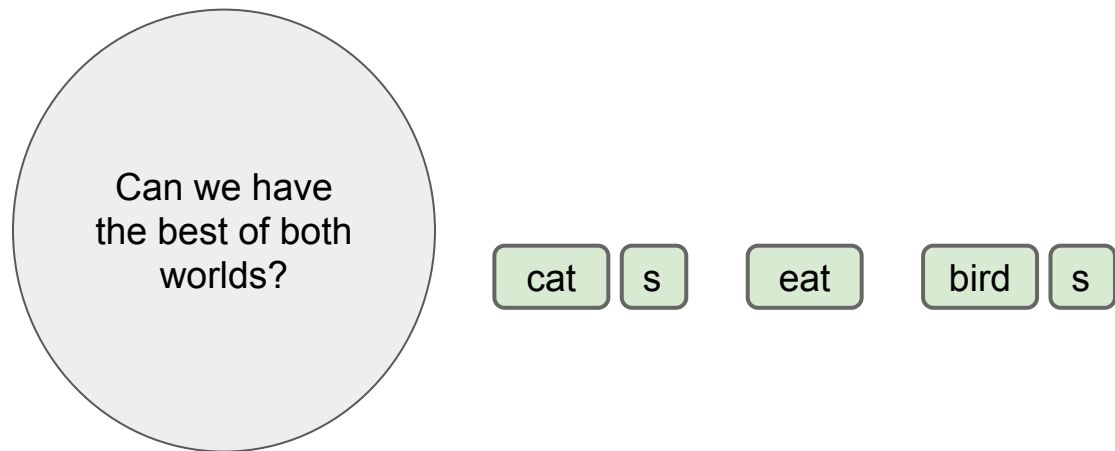 Can we have
the best of both
worlds?
cat s eat bird s